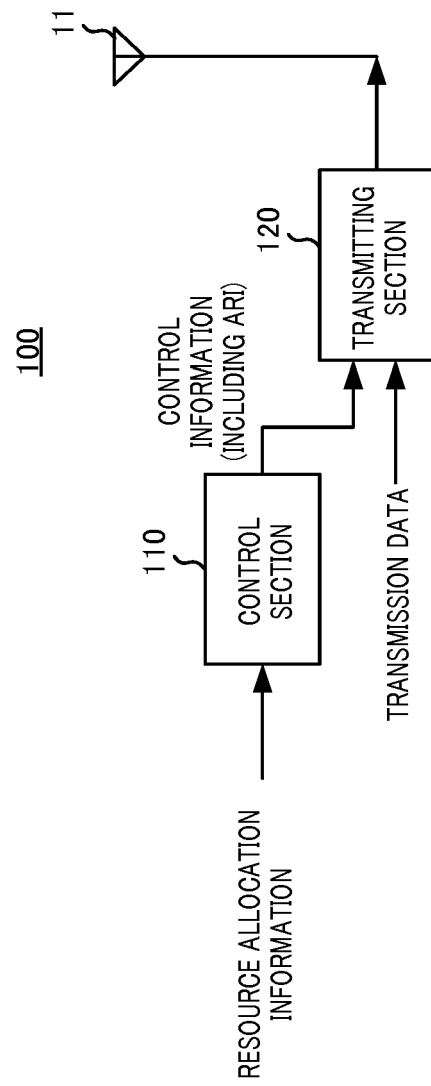 100
RESOURCE ALLOCATION
INFORMATION
110
CONTROL
SECTION
CONTROL
INFORMATION
(INCLUDING ARI)
TRANSMISSION DATA
120
TRANSMITTING
SECTION
11